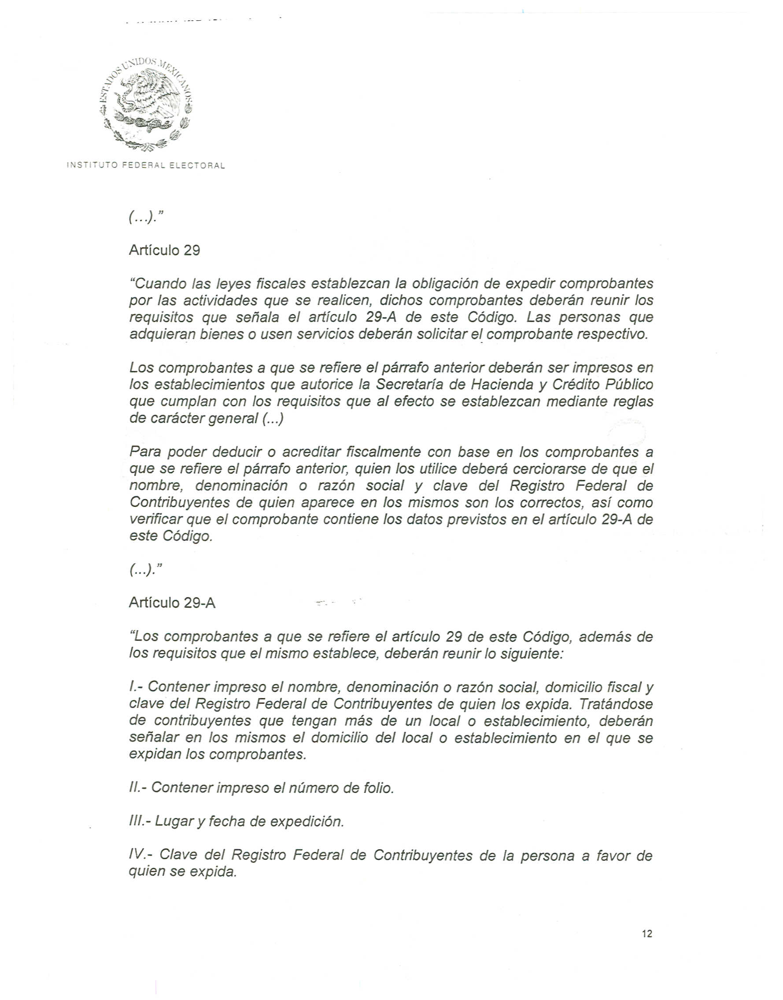 ESTADOS UNIDOS MEXICANOS
INSTITUTO FEDERAL ELECTORAL
(...)."
Artículo 29
"Cuando las leyes fiscales establezcan la obligación de expedir comprobantes
por las actividades que se realicen, dichos comprobantes deberán reunir los
requisitos que señala el artículo 29-A de este Código. Las personas que
adquieran bienes o usen servicios deberán solicitar el comprobante respectivo.
Los comprobantes a que se refiere el párrafo anterior deberán ser impresos en
los establecimientos que autorice la Secretaría de Hacienda y Crédito Público
que cumplan con los requisitos que al efecto se establezcan mediante reglas
de carácter general (...)
Para poder deducir o acreditar fiscalmente con base en los comprobantes a
que se refiere el párrafo anterior, quien los utilice deberá cerciorarse de que el
nombre, denominación o razón social y clave del Registro Federal de
Contribuyentes de quien aparece en los mismos son los correctos, así como
verificar que el comprobante contiene los datos previstos en el artículo 29-A de
este Código.
(...)."
Artículo 29-A
"Los comprobantes a que se refiere el artículo 29 de este Código, además de
los requisitos que el mismo establece, deberán reunir lo siguiente:
I.- Contener impreso el nombre, denominación o razón social, domicilio fiscal y
clave del Registro Federal de Contribuyentes de quien los expida. Tratándose
de contribuyentes que tengan más de un local o establecimiento, deberán
señalar en los mismos el domicilio del local o establecimiento en el que se
expidan los comprobantes.
II.- Contener impreso el número de folio.
III.- Lugar y fecha de expedición.
IV.- Clave del Registro Federal de Contribuyentes de la persona a favor de
quien se expida.
12